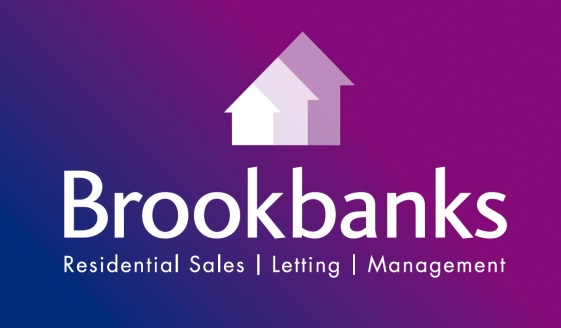 Brookbanks
Residential Sales | Letting | Management